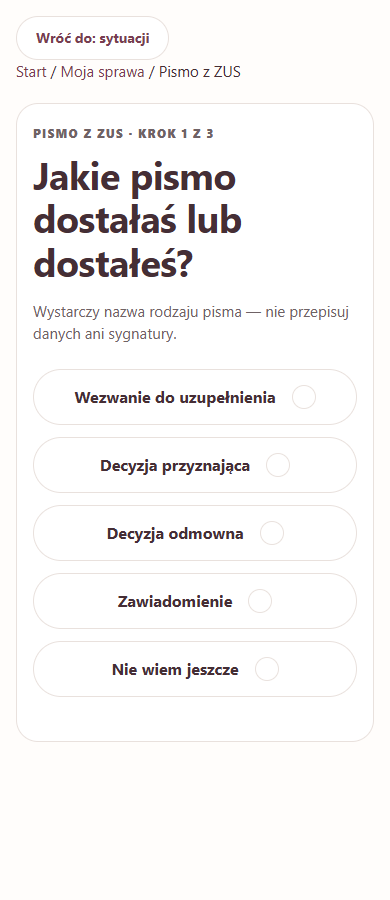 Wróć do: sytuacji
Start / Moja sprawa / Pismo z ZUS
PISMO Z ZUS · KROK 1 Z 3
Jakie pismo
dostałaś lub
dostałeś?
Wystarczy nazwa rodzaju pisma — nie przepisuj
danych ani sygnatury.
Wezwanie do uzupełnienia
Decyzja przyznająca
Decyzja odmowna
Zawiadomienie
Nie wiem jeszcze